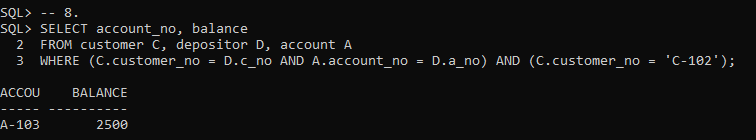 SQL> -- 8.
SQL> SELECT account_no, balance
  2  FROM customer C, depositor D, account A
  3  WHERE (C.customer_no = D.c_no AND A.account_no = D.a_no) AND (C.customer_no = 'C-102');
ACCOU    BALANCE
----- ----------
A-103       2500